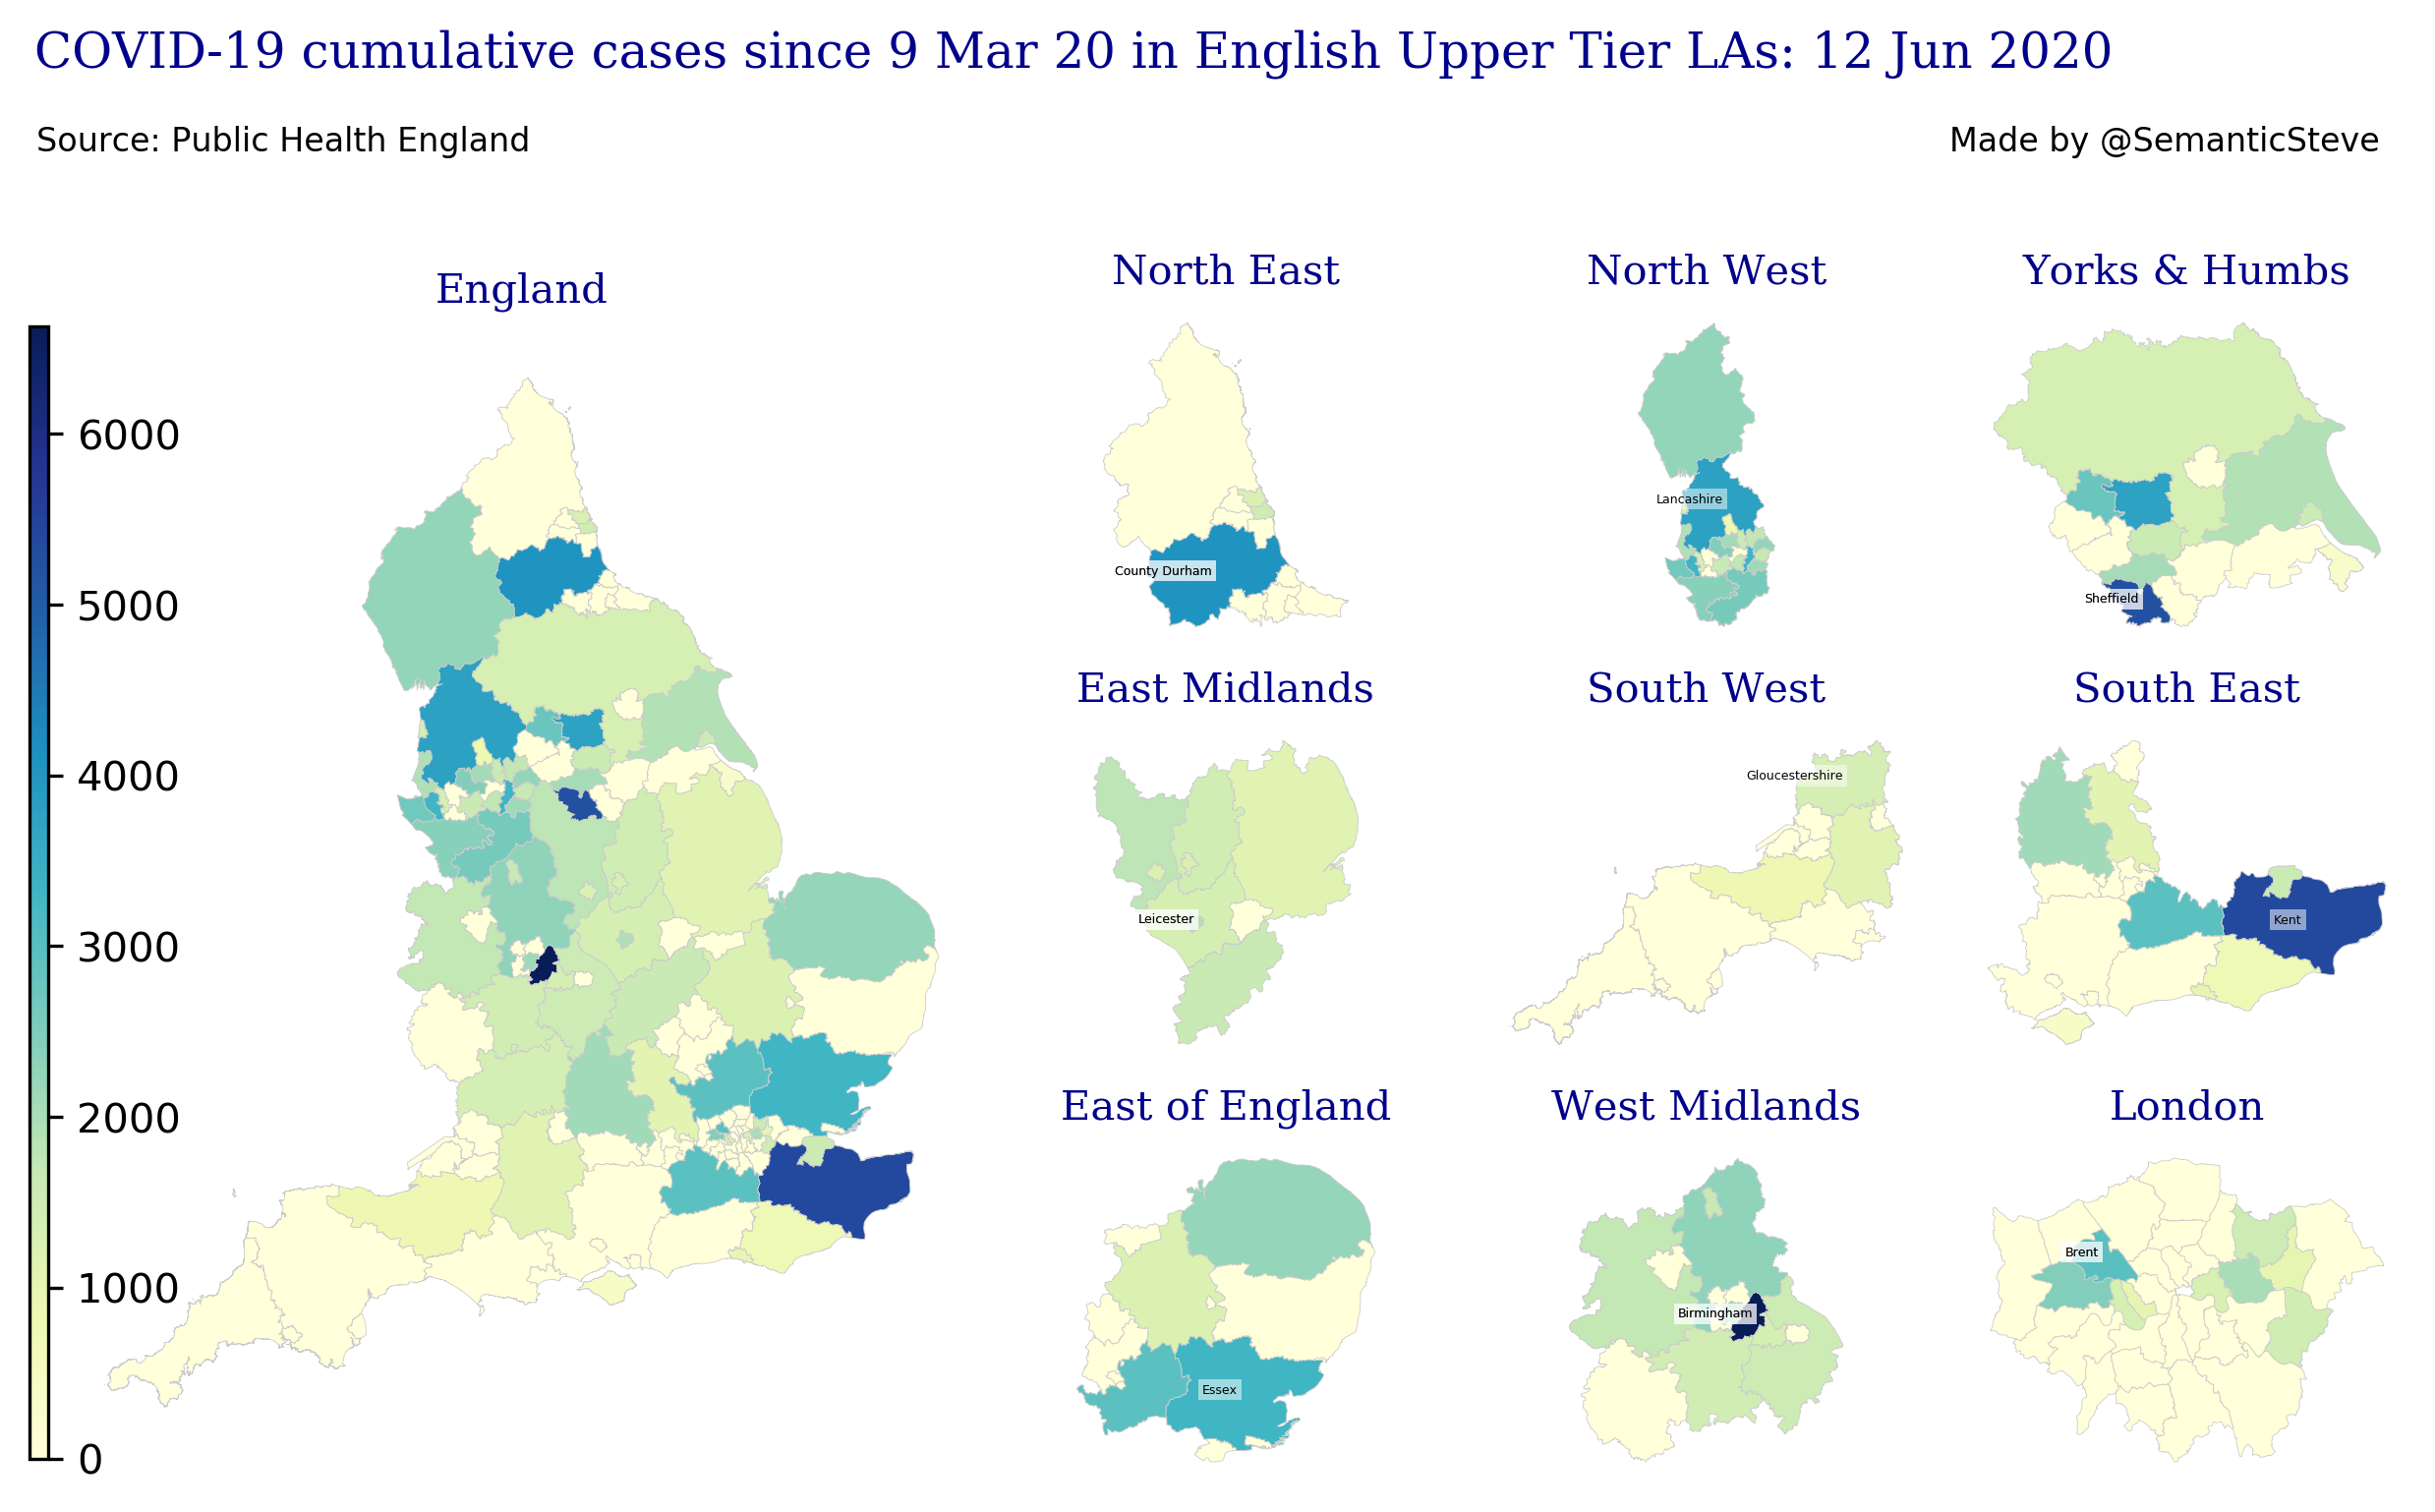 COVID-19 cumulative cases since 9 Mar 20 in English Upper Tier LAs: 12 Jun 2020
Source: Public Health England
Made by @SemanticSteve
England
6000
5000
4000
3000
2000
1000
0
North East
County Durham
North West
Lancashire
Yorks & Humbs
Sheffield
East Midlands
Leicester
South West
Gloucestershire
South East
Kent
East of England
Essex
West Midlands
Birmingham
London
Brent